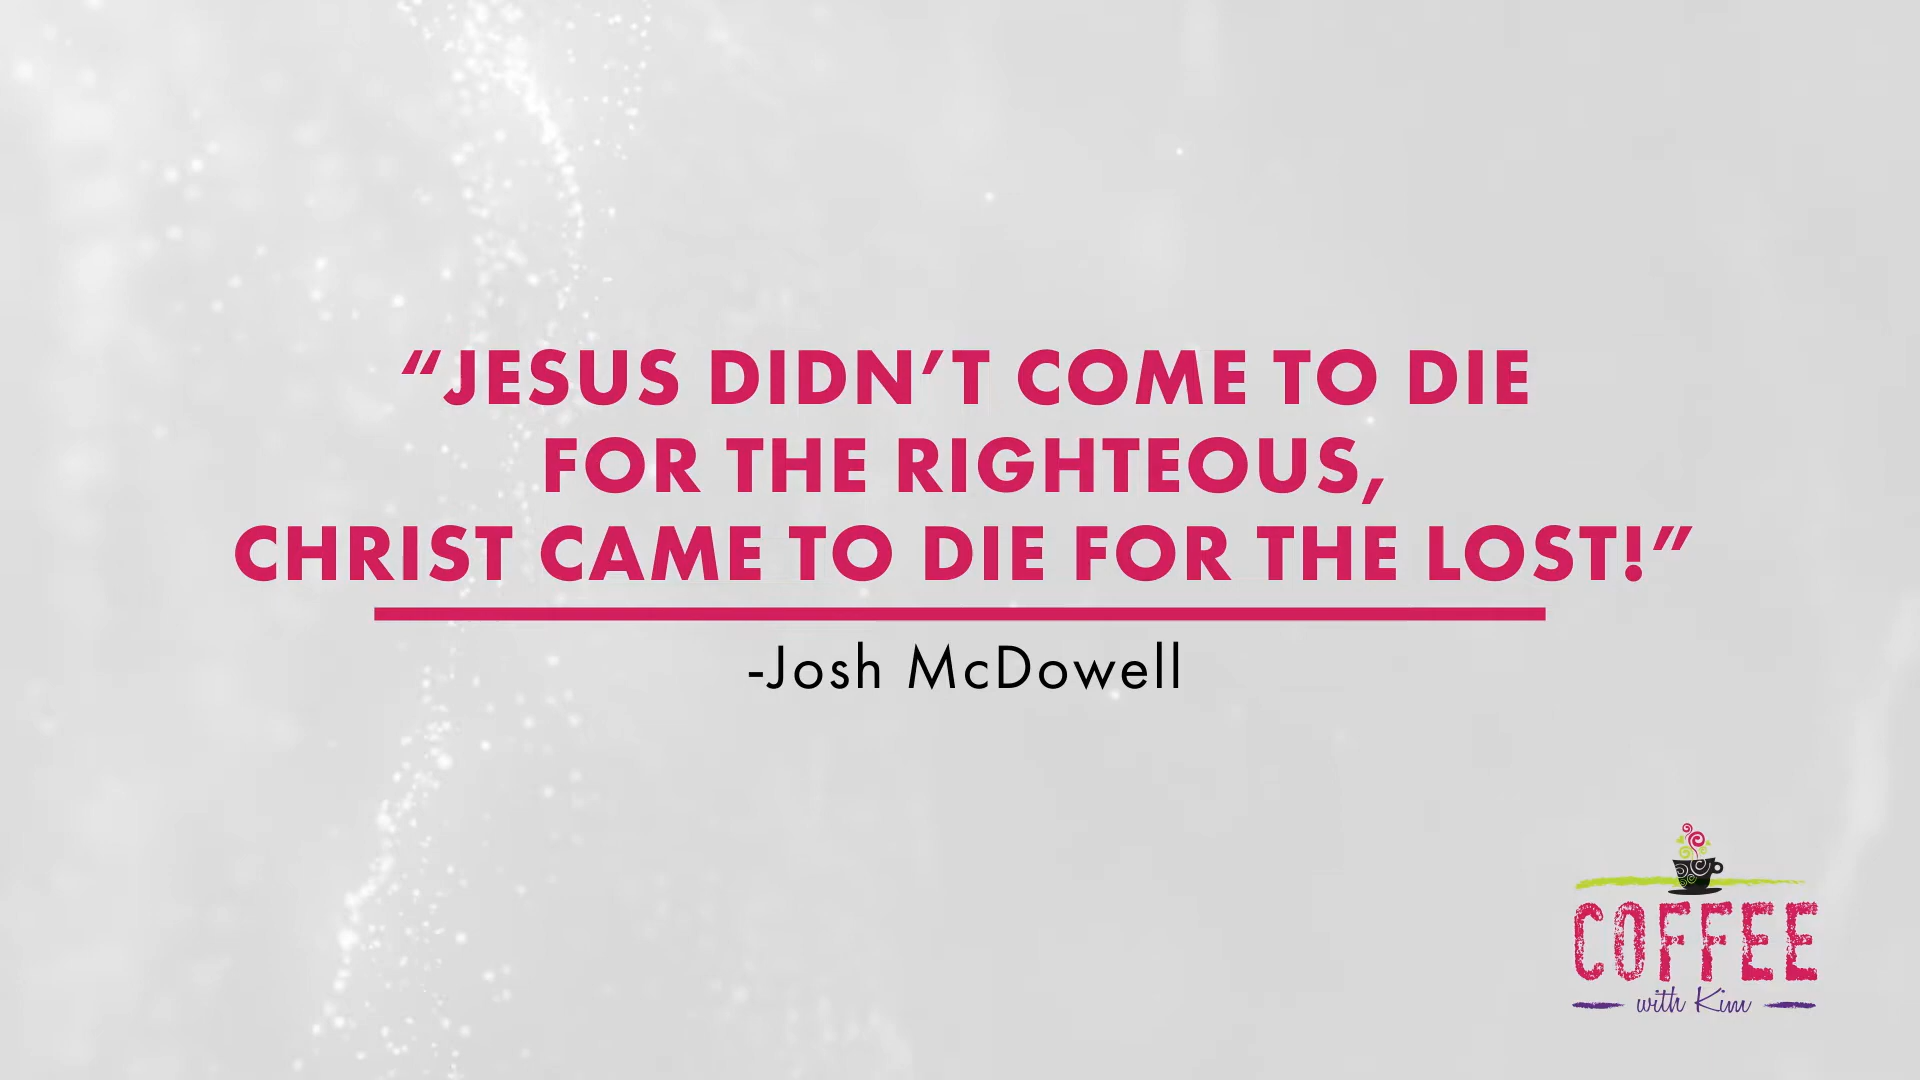 “JESUS DIDN’T COME TO DIE
FOR THE RIGHTEOUS,
CHRIST CAME TO DIE FOR THE LOST!”
-Josh McDowell
COFFEE
with Kim